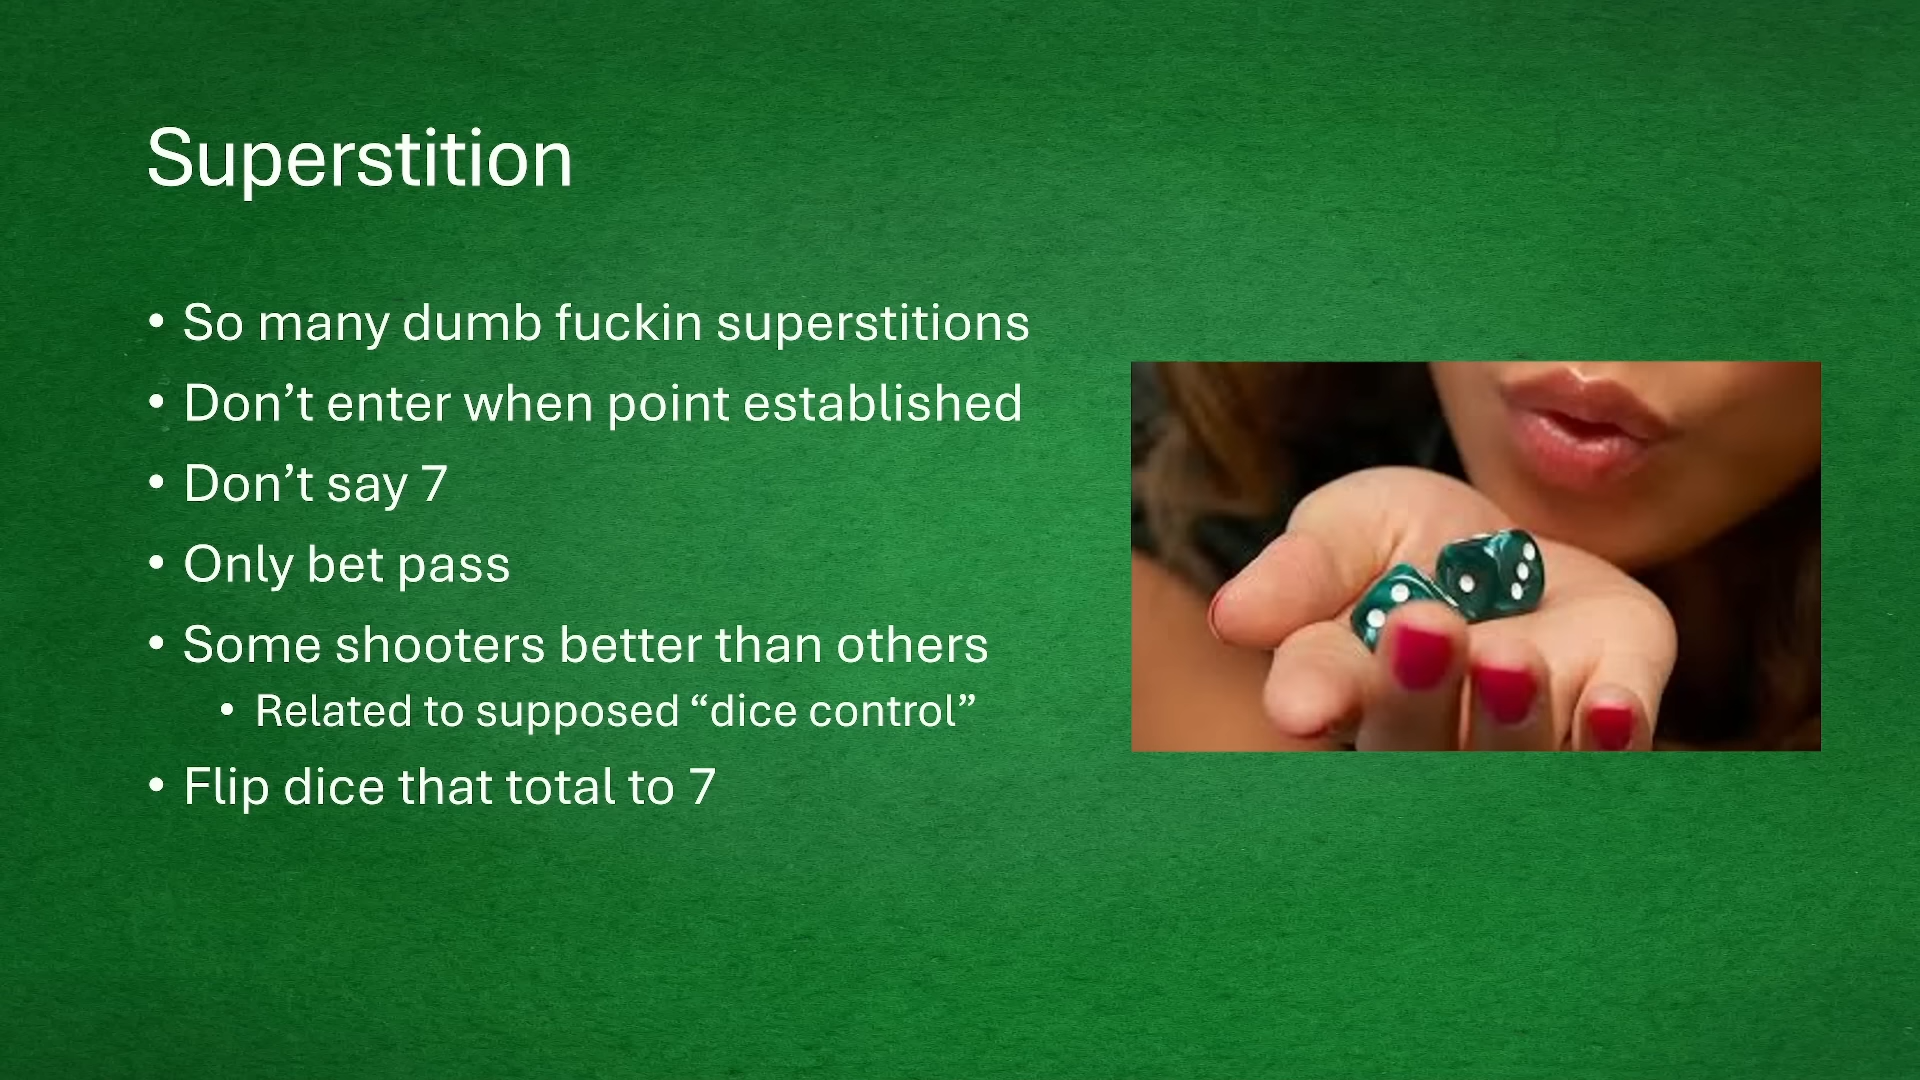 Superstition
• So many dumb fuckin superstitions
• Don’t enter when point established
• Don’t say 7
• Only bet pass
• Some shooters better than others
• Related to supposed “dice control”
• Flip dice that total to 7